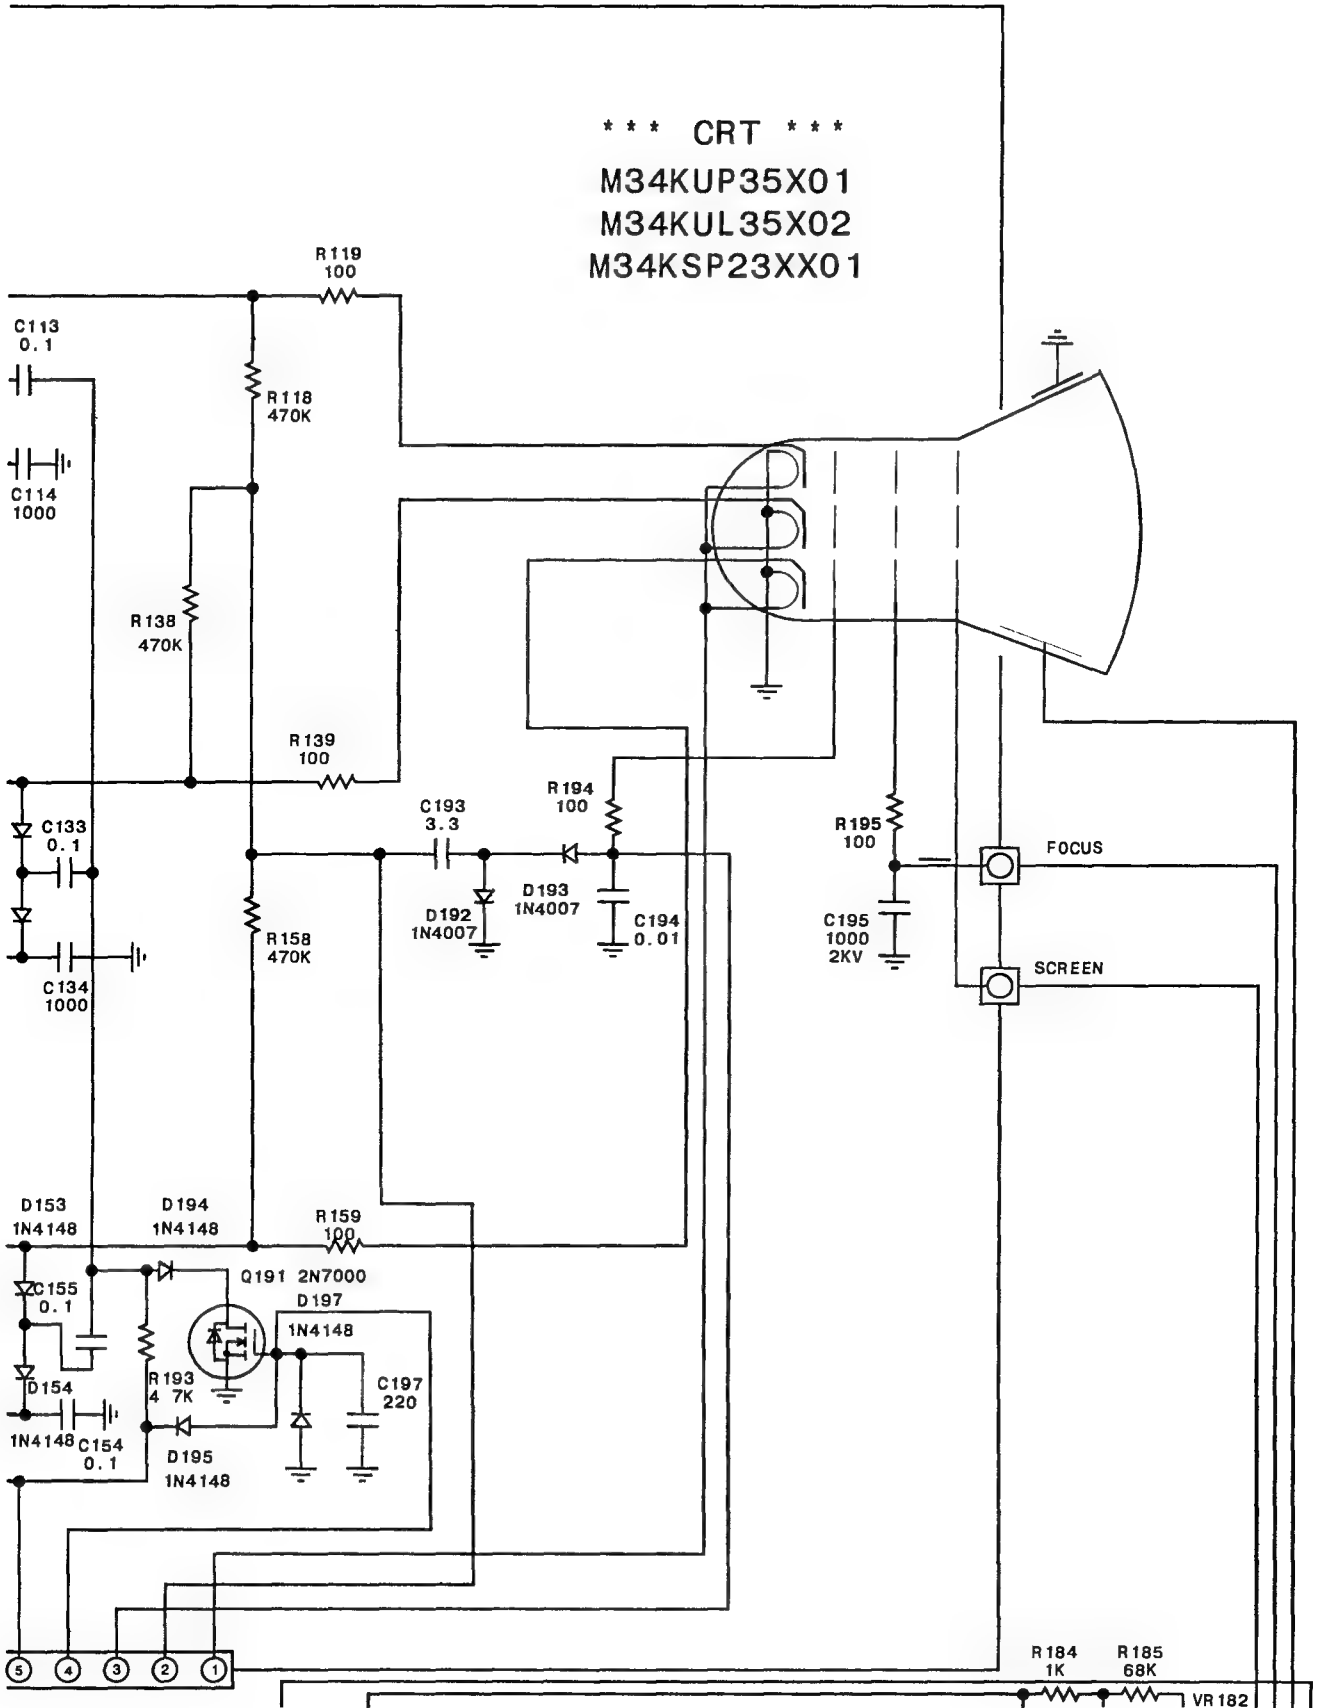 *** CRT ***
M34KUP35X01
M34KUL35X02
M34KSP23XX01
R119
100
C113
0.1
R118
470K
C114
1000
R138
470K
R139
100
R194
100
C193
3.3
C133
0.1
R195
100
FOCUS
D193
1N4007
D192
1N4007
C194
0.01
C195
1000
2KV
R158
470K
SCREEN
C134
1000
D153
1N4148
D194
1N4148
R159
100
Q191 2N7000
C155
0.1
D197
1N4148
R193
4 7K
D154
1N4148
C197
220
C154
0.1
D195
1N4148
5 4 3 2 1
R184
1K
R185
68K
VR182